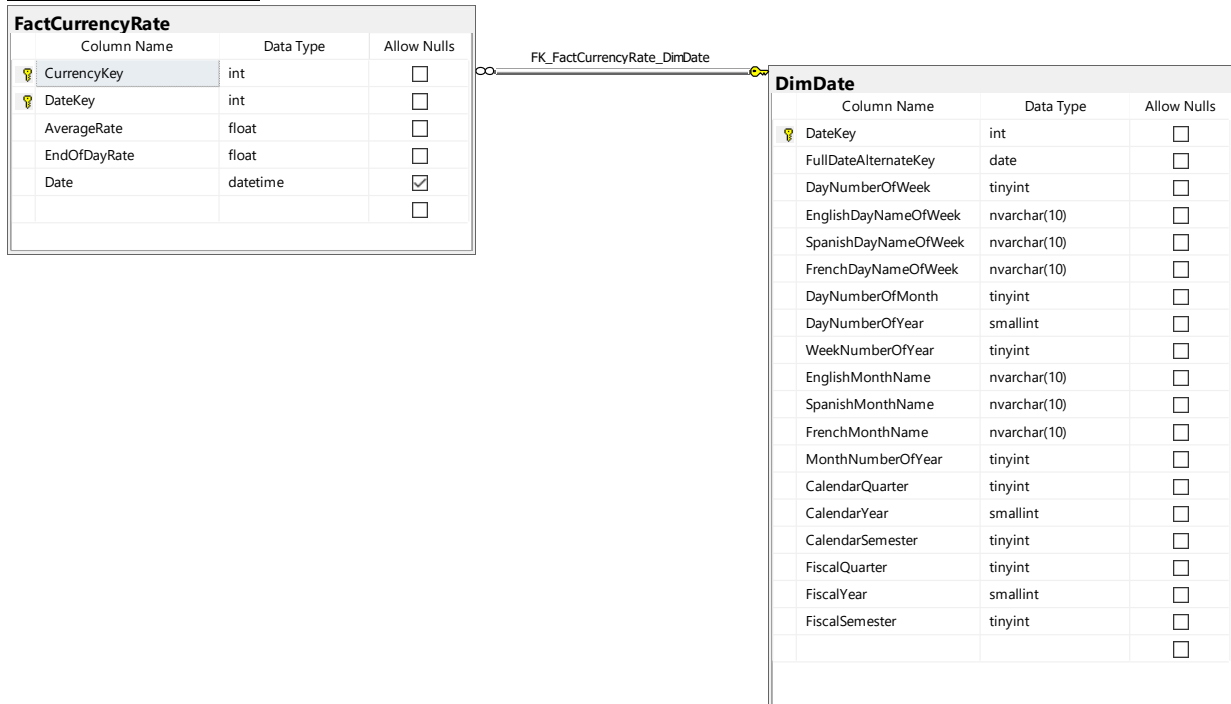 FactCurrencyRate
Column Name Data Type Allow Nulls
CurrencyKey int
DateKey int
AverageRate float
EndOfDayRate float
Date datetime
FK_FactCurrencyRate_DimDate
DimDate
Column Name Data Type Allow Nulls
DateKey int
FullDateAlternateKey date
DayNumberOfWeek tinyint
EnglishDayNameOfWeek nvarchar(10)
SpanishDayNameOfWeek nvarchar(10)
FrenchDayNameOfWeek nvarchar(10)
DayNumberOfMonth tinyint
DayNumberOfYear smallint
WeekNumberOfYear tinyint
EnglishMonthName nvarchar(10)
SpanishMonthName nvarchar(10)
FrenchMonthName nvarchar(10)
MonthNumberOfYear tinyint
CalendarQuarter tinyint
CalendarYear smallint
CalendarSemester tinyint
FiscalQuarter tinyint
FiscalYear smallint
FiscalSemester tinyint